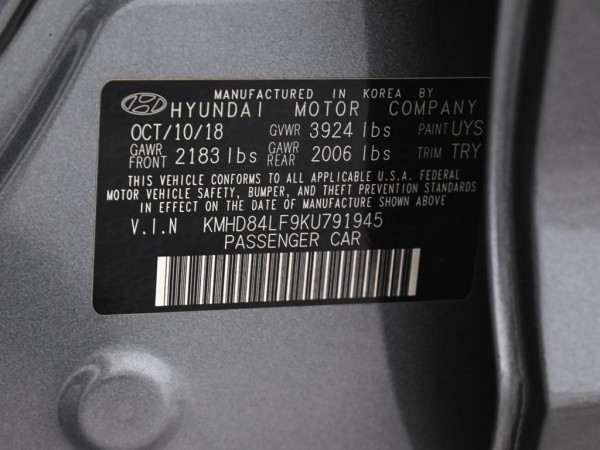 MANUFACTURED IN KOREA BY
HYUNDAI MOTOR COMPANY
OCT/10/18 GVWR 3924 lbs PAINT UYS
GAWR FRONT 2183 lbs GAWR REAR 2006 lbs TRIM TRY
THIS VEHICLE CONFORMS TO ALL APPLICABLE U.S.A. FEDERAL
MOTOR VEHICLE SAFETY, BUMPER, AND THEFT PREVENTION STANDARDS
IN EFFECT ON THE DATE OF MANUFACTURE SHOWN ABOVE
V.I.N KMHD84LF9KU791945
PASSENGER CAR